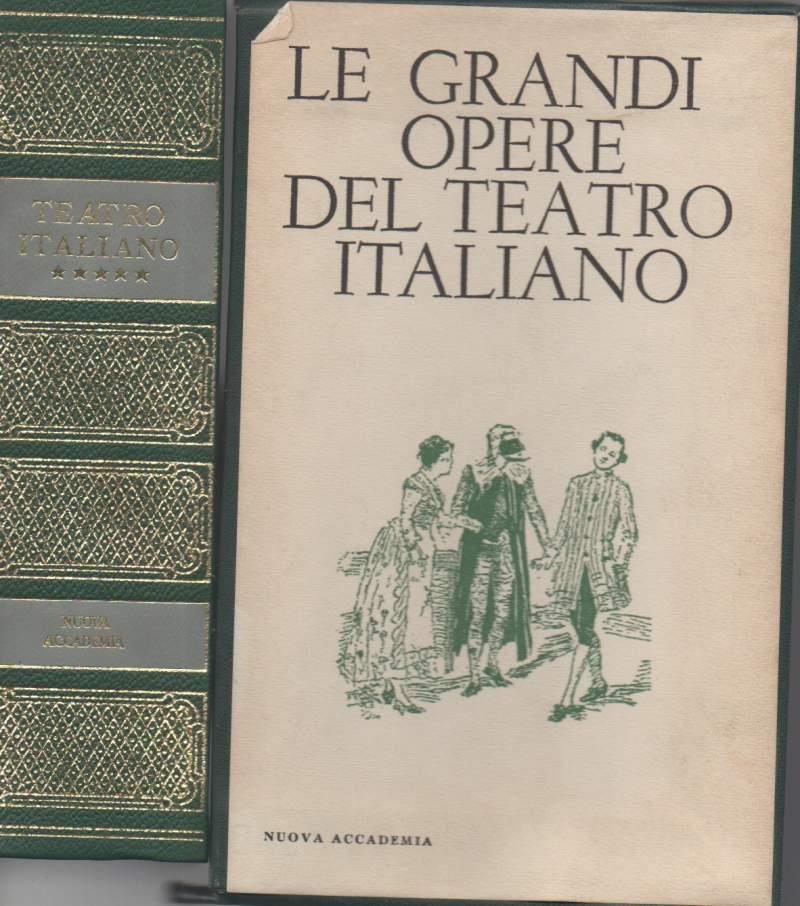 TEATRO
ITALIANO
★★★★★
NUOVA
ACCADEMIA
LE GRANDI
OPERE
DEL TEATRO
ITALIANO
NUOVA ACCADEMIA